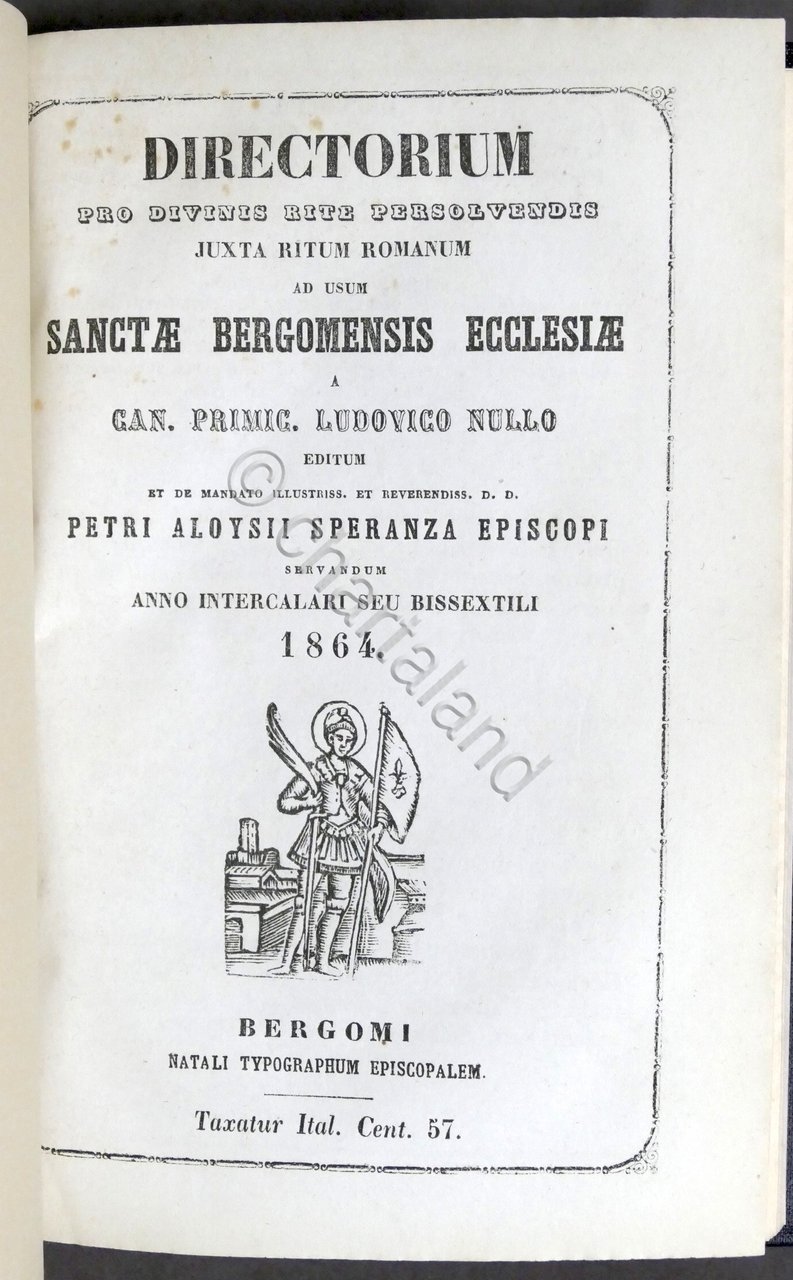 DIRECTORIUM
PRO DIVINIS RITE PERSOLVENDIS
JUXTA RITUM ROMANUM
AD USUM
SANCTÆ BERGOMENSIS ECCLESIÆ
A
CAN. PRIMIC. LUDOVICO NULLO
EDITUM
ET DE MANDATO ILLUSTRISS. ET REVERENDISS. D. D.
PETRI ALOYSII SPERANZA EPISCOPI
SERVANDUM
ANNO INTERCALARI SEU BISSEXTILI
1864.
BERGOMI
NATALI TYPOGRAPHUM EPISCOPALEM.
Taxatur Ital. Cent. 57.
© chartaland